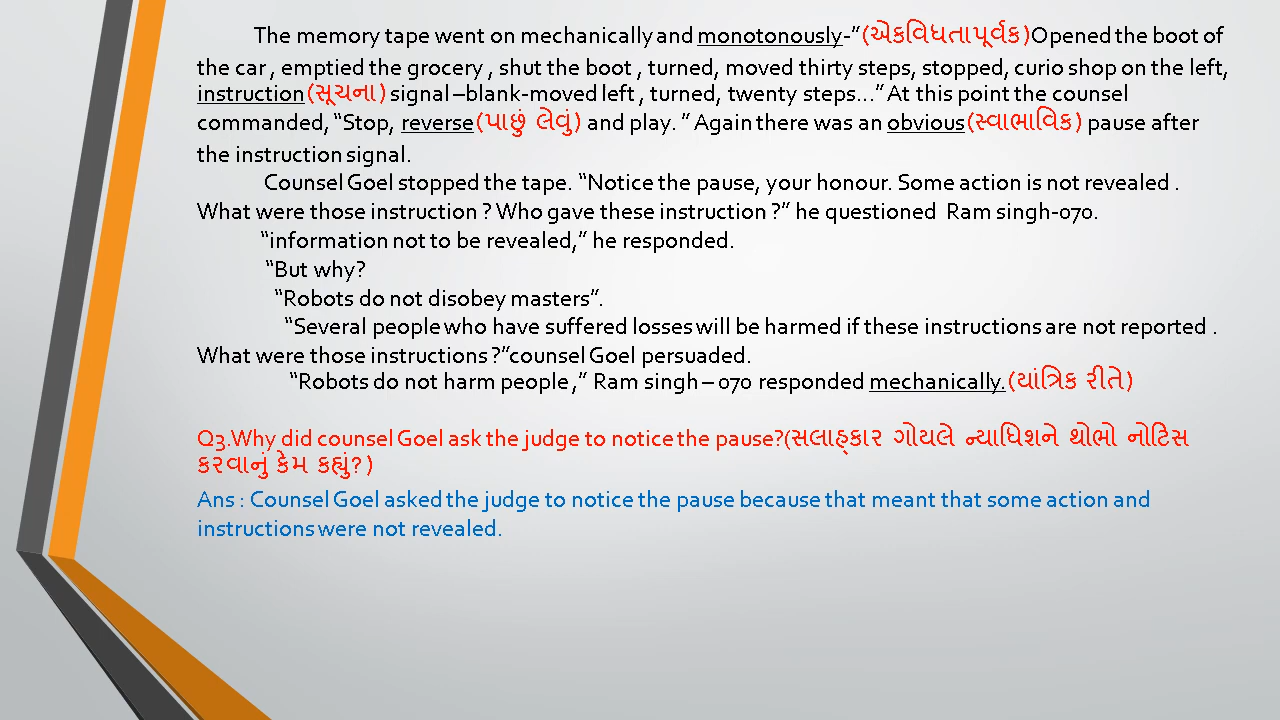 The memory tape went on mechanically and monotonously-”(એકવિધતાપૂર્વક)Opened the boot of
the car , emptied the grocery , shut the boot , turned, moved thirty steps, stopped, curio shop on the left,
instruction(સૂચના) signal –blank-moved left , turned, twenty steps...” At this point the counsel
commanded, “Stop, reverse(પાછું લેવું) and play. ” Again there was an obvious(સ્વાભાવિક) pause after
the instruction signal.
Counsel Goel stopped the tape. “Notice the pause, your honour. Some action is not revealed .
What were those instruction ? Who gave these instruction ?” he questioned Ram singh-070.
“information not to be revealed,” he responded.
“But why?
“Robots do not disobey masters”.
“Several people who have suffered losses will be harmed if these instructions are not reported .
What were those instructions ?”counsel Goel persuaded.
“Robots do not harm people ,” Ram singh – 070 responded mechanically.(યાંત્રિક રીતે)
Q3.Why did counsel Goel ask the judge to notice the pause?(સલાહ્કાર ગોયલે ન્યાધિશને થોભો નોટિસ
કરવાનું કેમ કહ્યું? )
Ans : Counsel Goel asked the judge to notice the pause because that meant that some action and
instructions were not revealed.